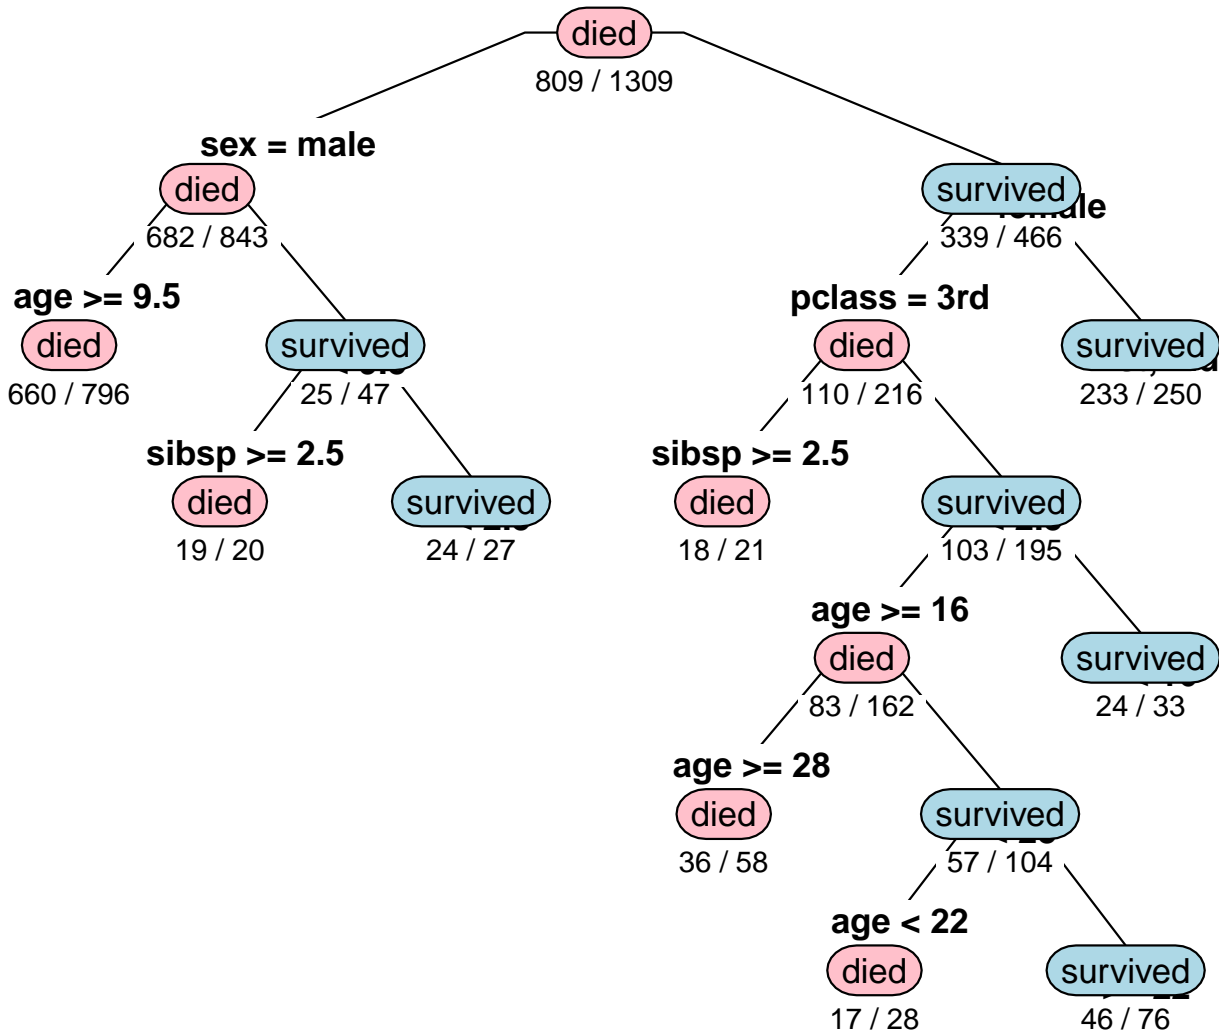 died
809 / 1309
sex = male
died
survived
682 / 843
339 / 466
age >= 9.5
pclass = 3rd
died
survived
died
survived
660 / 796
25 / 47
110 / 216
233 / 250
sibsp >= 2.5
sibsp >= 2.5
died
survived
died
survived
19 / 20
24 / 27
18 / 21
103 / 195
age >= 16
died
survived
83 / 162
24 / 33
age >= 28
died
survived
36 / 58
57 / 104
age < 22
died
survived
17 / 28
46 / 76